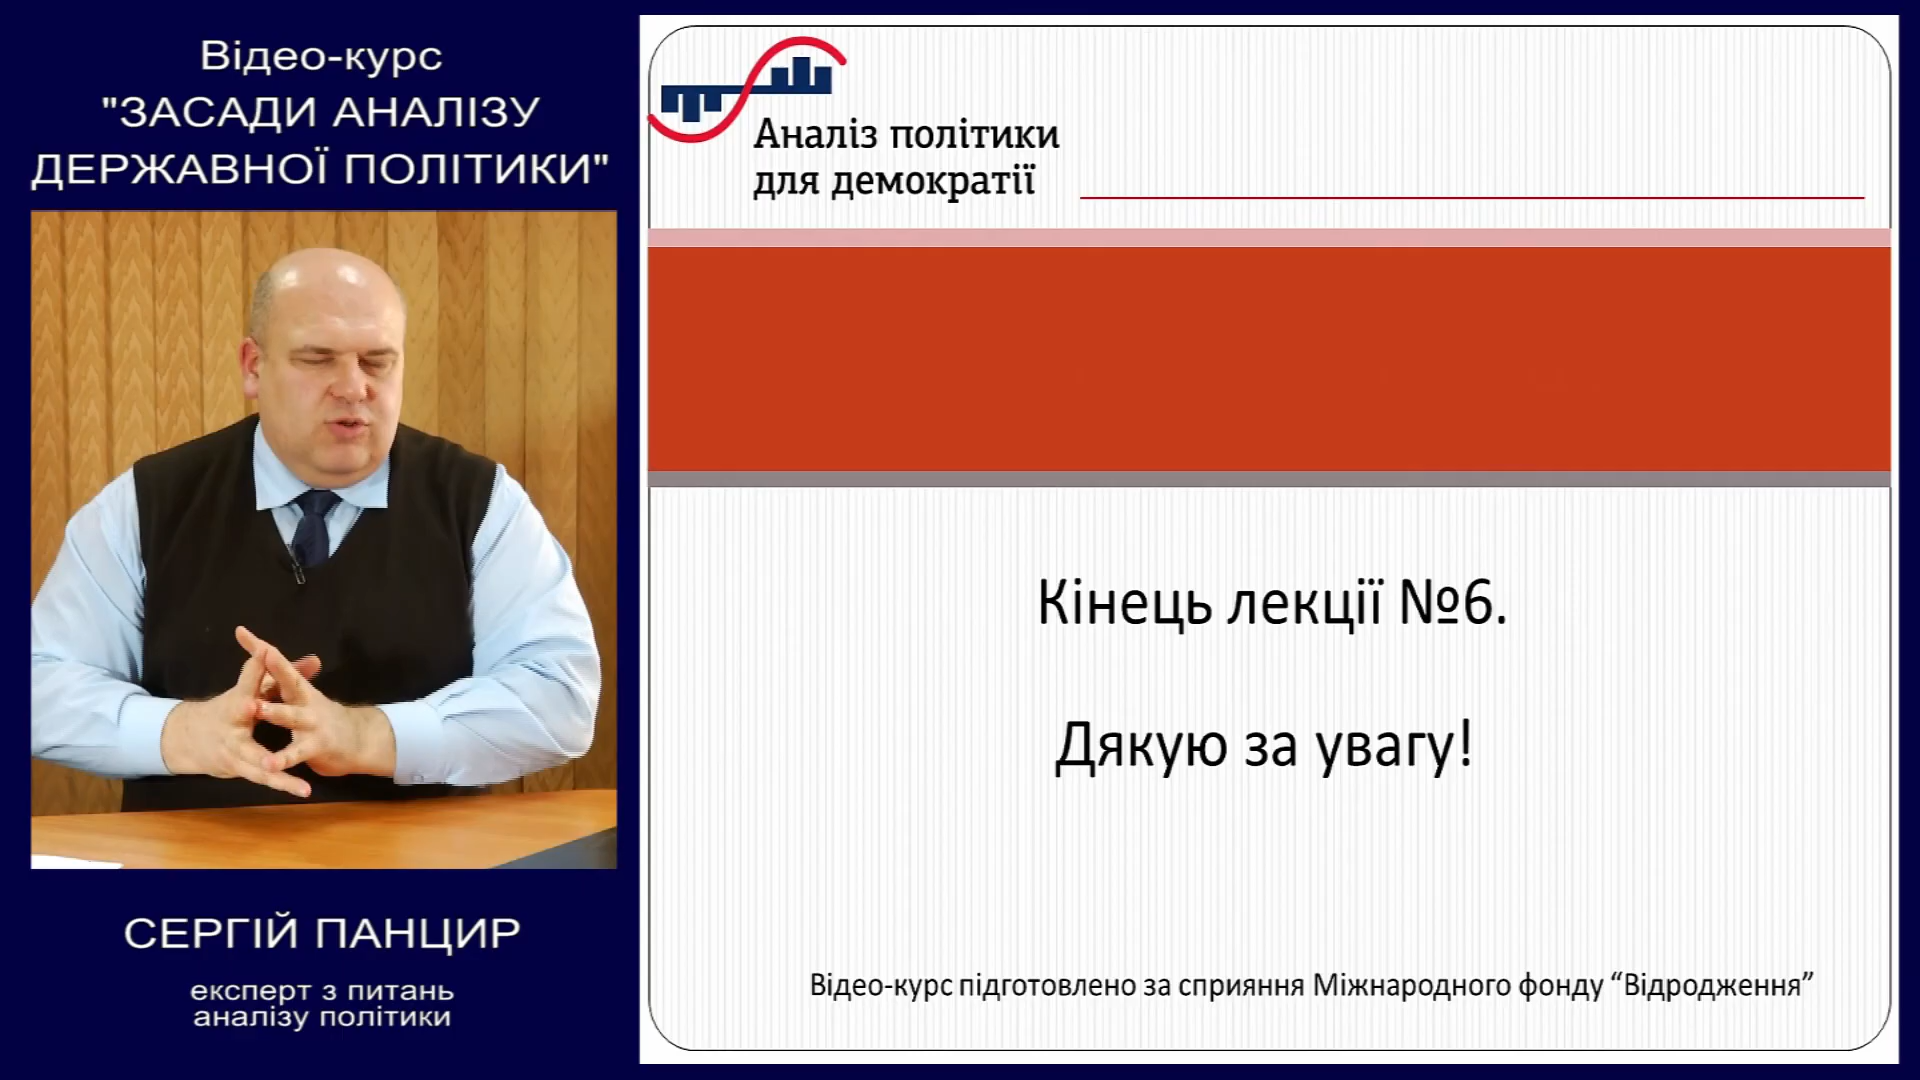 Відео-курс
"ЗАСАДИ АНАЛІЗУ
ДЕРЖАВНОЇ ПОЛІТИКИ"
СЕРГІЙ ПАНЦИР
експерт з питань
аналізу політики
Аналіз політики
для демократії
Кінець лекції №6.
Дякую за увагу!
Відео-курс підготовлено за сприяння Міжнародного фонду “Відродження”